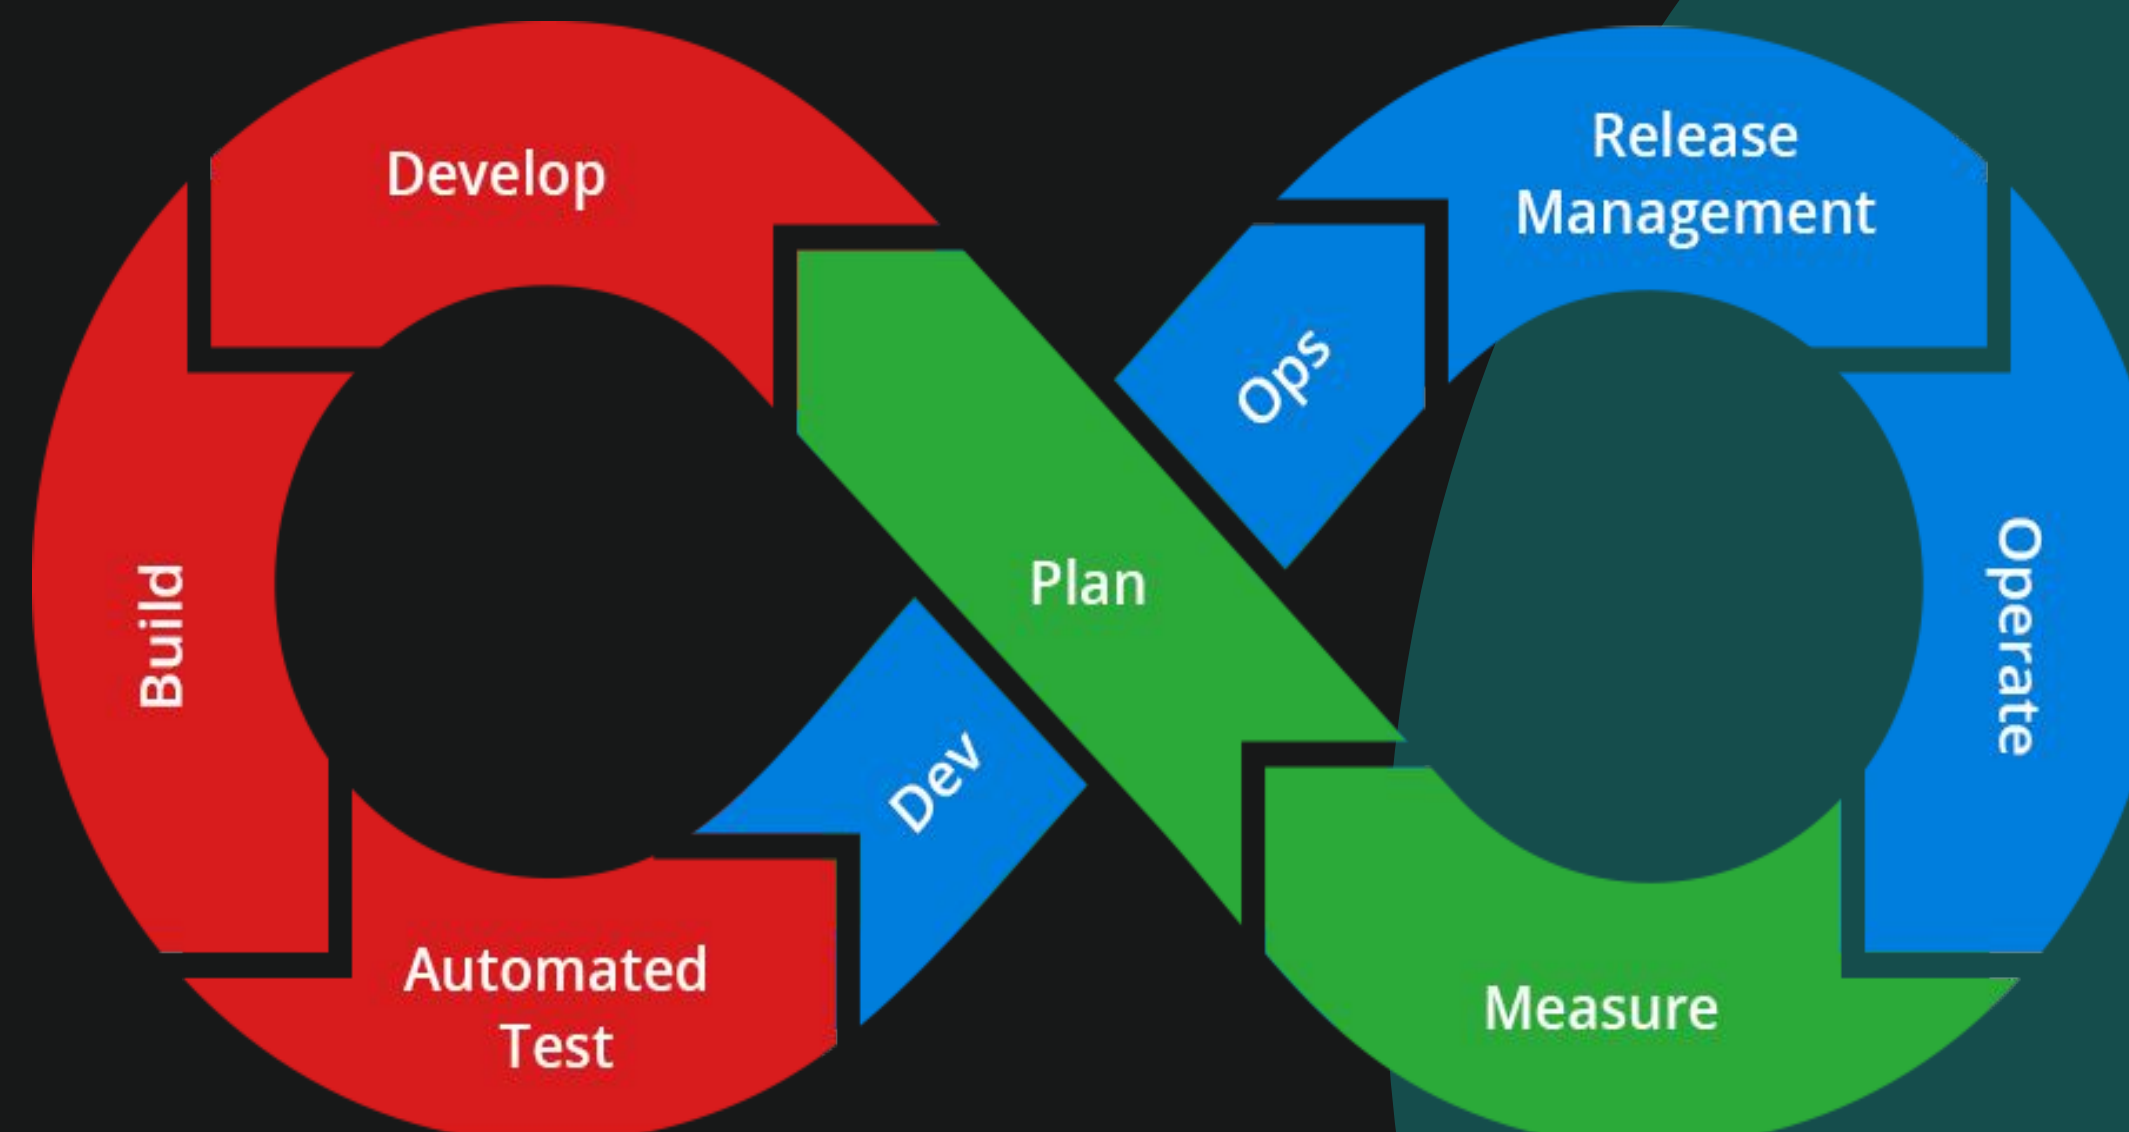 Develop
Release
Management
Ops
Plan
Build
Operate
Dev
Automated
Test
Measure